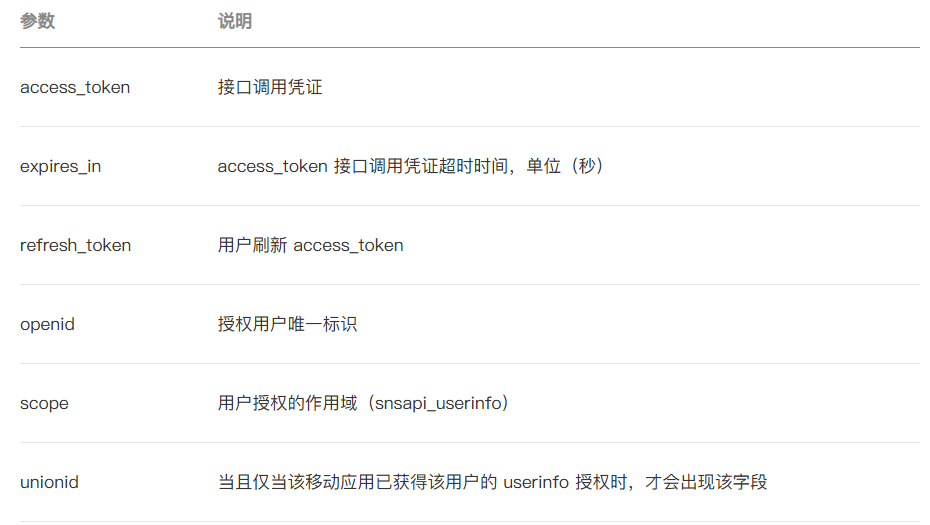 参数 说明
access_token 接口调用凭证
expires_in access_token 接口调用凭证超时时间，单位（秒）
refresh_token 用户刷新 access_token
openid 授权用户唯一标识
scope 用户授权的作用域（snsapi_userinfo）
unionid 当且仅当该移动应用已获得该用户的 userinfo 授权时，才会出现该字段